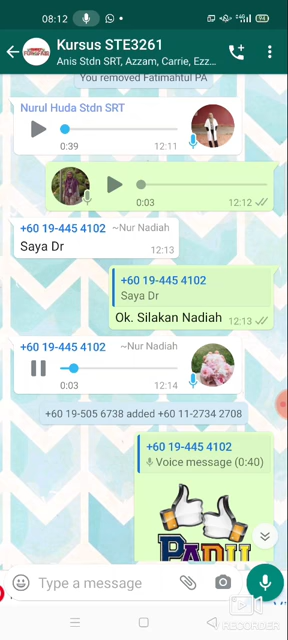 08:12
94
Kursus STE3261
Anis Stdn SRT, Azzam, Carrie, Ezz...
You removed Fatimahtul PA
Nurul Huda Stdn SRT
0:39 12:11
0:03 12:12
+60 19-445 4102 ~Nur Nadiah
Saya Dr
12:13
+60 19-445 4102
Saya Dr
Ok. Silakan Nadiah 12:13
+60 19-445 4102 ~Nur Nadiah
0:03 12:14
+60 19-505 6738 added +60 11-2734 2708
+60 19-445 4102
Voice message (0:40)
PADU
Type a message
RECORDER